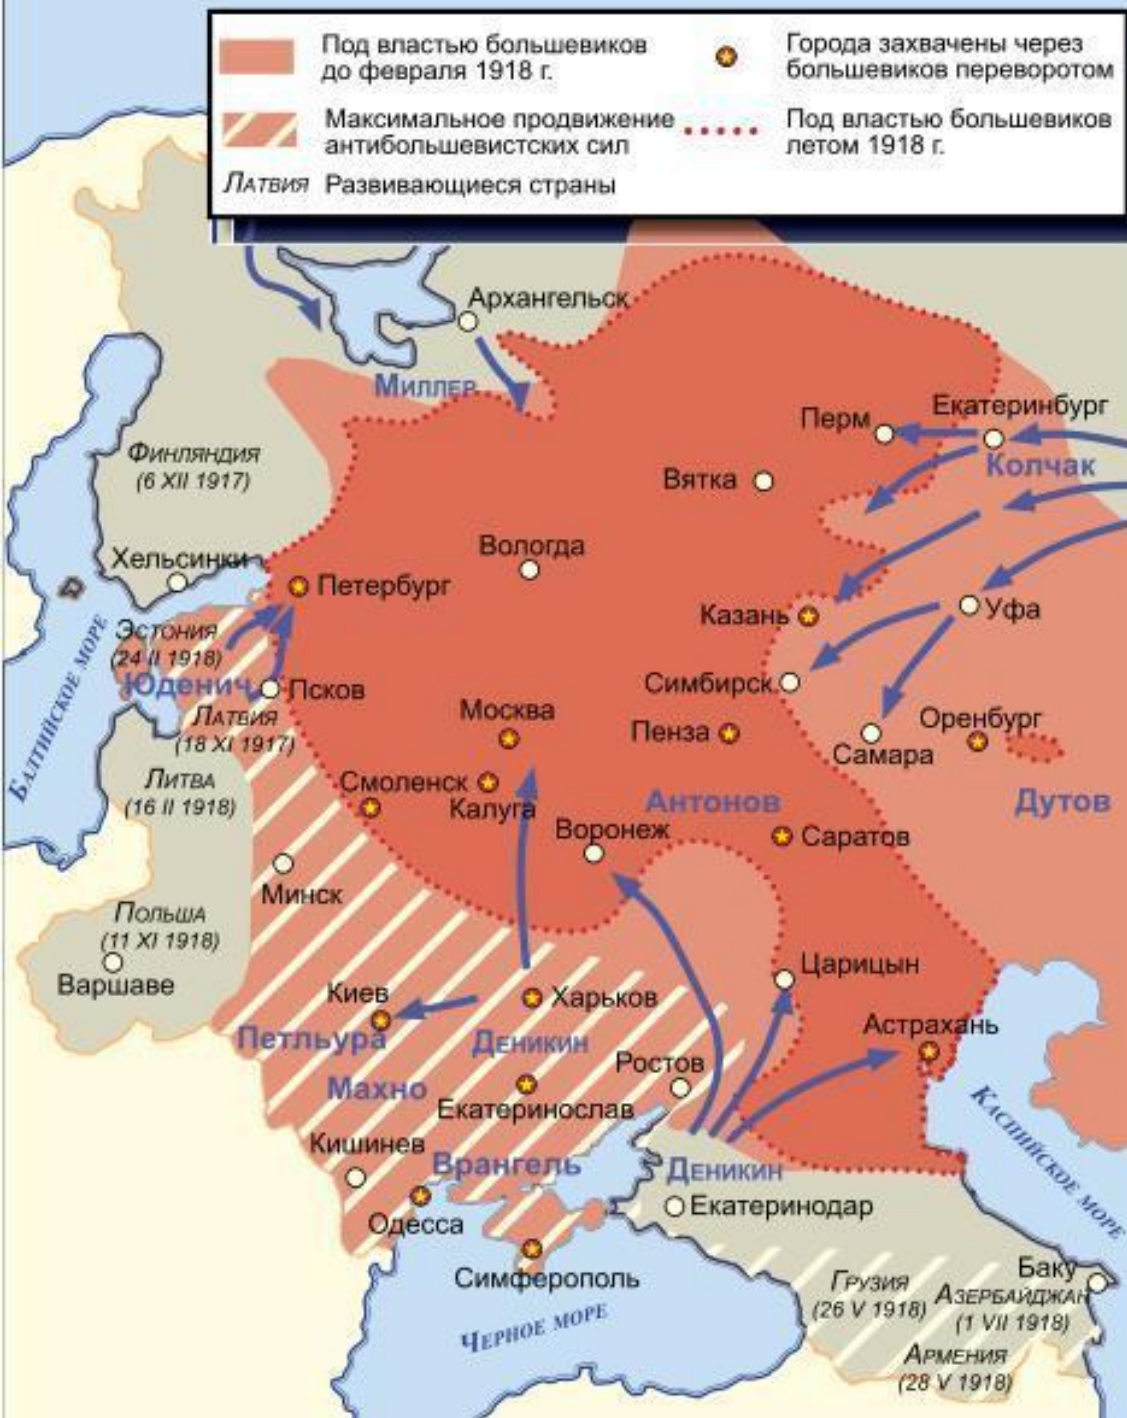 Под властью большевиков
до февраля 1918 г.
Города захвачены через
большевиков переворотом
Максимальное продвижение
антибольшевистских сил
Под властью большевиков
летом 1918 г.
Латвия
Развивающиеся страны
Архангельск
Миллер
Пермь
Екатеринбург
Колчак
Финляндия
(6 XII 1917)
Вятка
Вологда
Хельсинки
Петербург
Казань
Уфа
Эстония
(24 II 1918)
Юденич
Псков
Симбирск
Латвия
(18 XI 1917)
Москва
Пенза
Оренбург
Самара
Балтийское море
Литва
(16 II 1918)
Смоленск
Калуга
Антонов
Дутов
Воронеж
Саратов
Минск
Польша
(11 XI 1918)
Варшаве
Царицын
Киев
Харьков
Астрахань
Петльура
Деникин
Ростов
Махно
Екатеринослав
Каспийское море
Кишинев
Врангель
Деникин
Екатеринодар
Одесса
Симферополь
Баку
Грузия
(26 V 1918)
Азербайджан
(1 VII 1918)
Черное море
Армения
(28 V 1918)